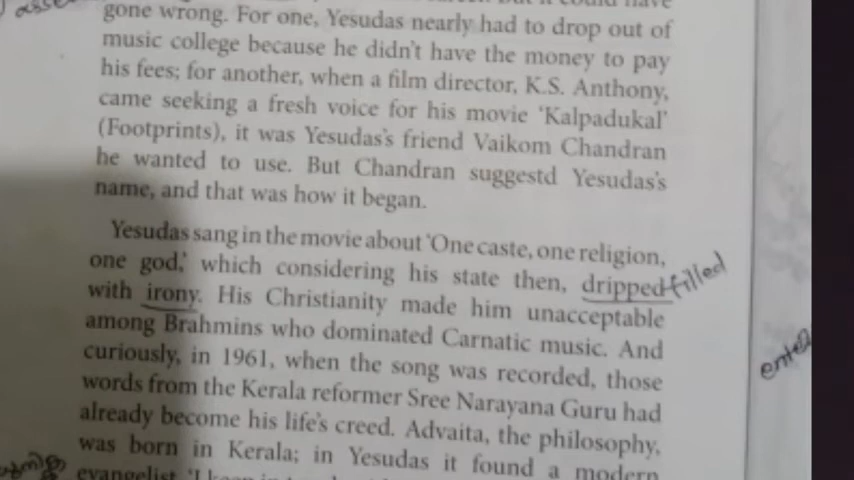 gone wrong. For one, Yesudas nearly had to drop out of
music college because he didn't have the money to pay
his fees; for another, when a film director, K.S. Anthony,
came seeking a fresh voice for his movie 'Kalpadukal'
(Footprints), it was Yesudas's friend Vaikom Chandran
he wanted to use. But Chandran suggestd Yesudas's
name, and that was how it began.
Yesudas sang in the movie about 'One caste, one religion,
one god,' which considering his state then, dripped filled
with irony. His Christianity made him unacceptable
among Brahmins who dominated Carnatic music. And
curiously, in 1961, when the song was recorded, those
words from the Kerala reformer Sree Narayana Guru had
already become his life's creed. Advaita, the philosophy,
was born in Kerala; in Yesudas it found a modern
evangelist. 'I keep in